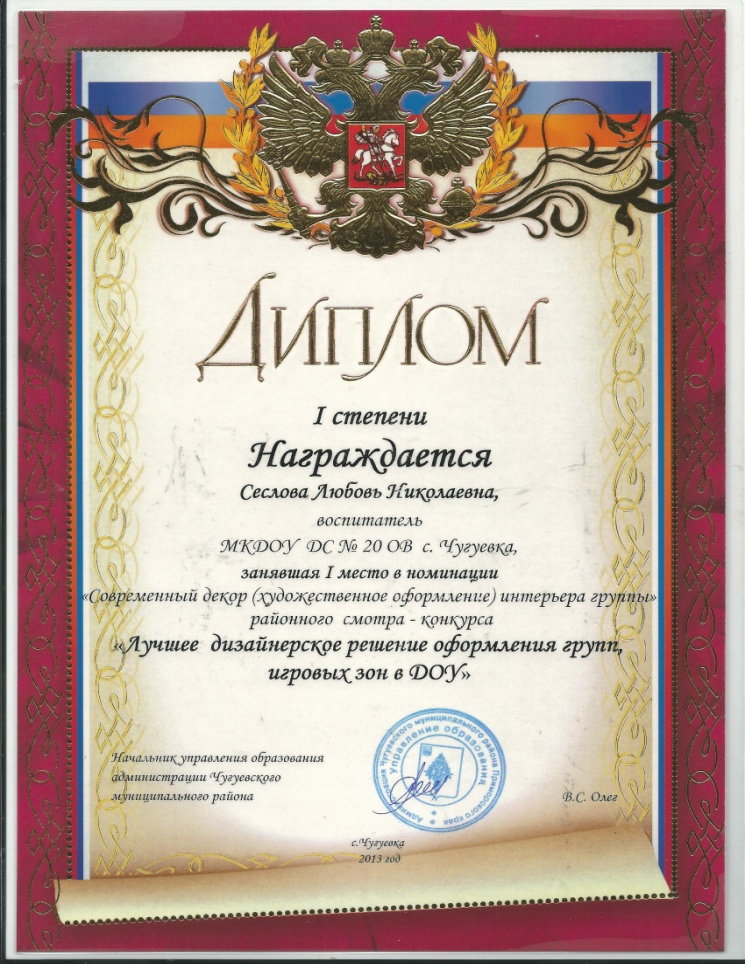 Диплом
I степени
Награждается
Сеслова Любовь Николаевна,
воспитатель
МКДОУ ДС № 20 ОВ с. Чугуевка,
занявшая I место в номинации
«Современный декор (художественное оформление) интерьера группы»
районного смотра - конкурса
«Лучшее дизайнерское решение оформления групп,
игровых зон в ДОУ»
Начальник управления образования
администрации Чугуевского
муниципального района
В.С. Олег
Администрация Чугуевского муниципального района Приморского края
Управление образования
с.Чугуевка
2013 год